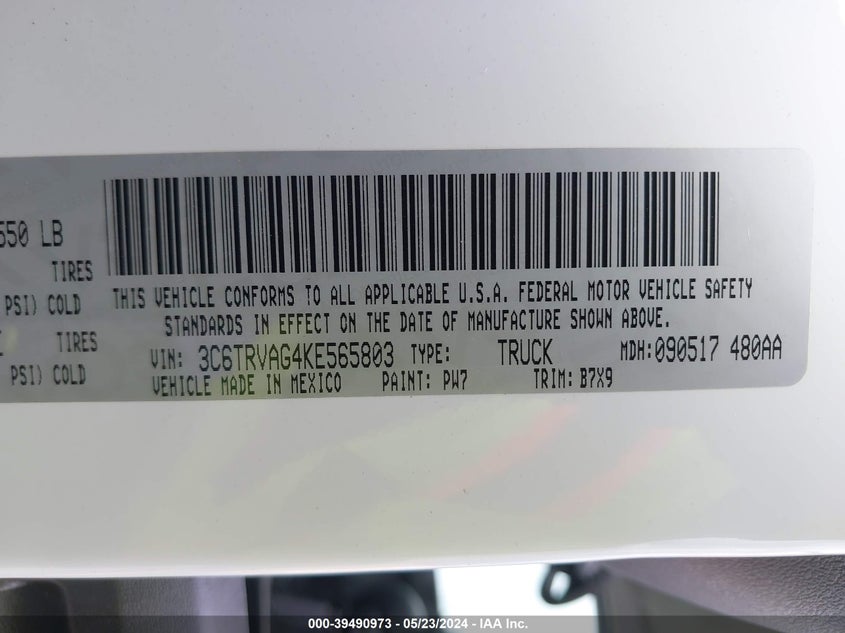 550 LB
TIRES
PSI) COLD
TIRES
PSI) COLD
THIS VEHICLE CONFORMS TO ALL APPLICABLE U.S.A. FEDERAL MOTOR VEHICLE SAFETY
STANDARDS IN EFFECT ON THE DATE OF MANUFACTURE SHOWN ABOVE.
VIN: 3C6TRVAG4KE565803 TYPE: TRUCK MDH:090517 480AA
VEHICLE MADE IN MEXICO PAINT: PW7 TRIM: B7X9
000-39490973 - 05/23/2024 - IAA Inc.